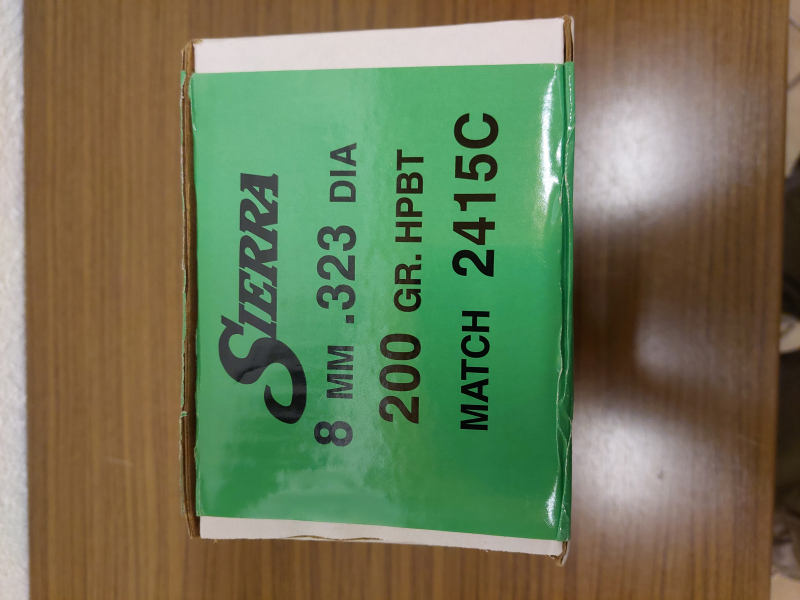 SIERRA
8 MM .323 DIA
200 GR. HPBT
MATCH 2415C